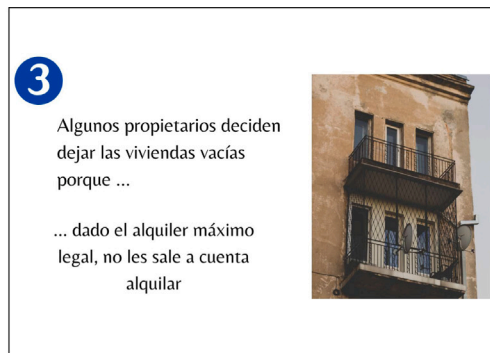 3
Algunos propietarios deciden
dejar las viviendas vacías
porque ...
... dado el alquiler máximo
legal, no les sale a cuenta
alquilar